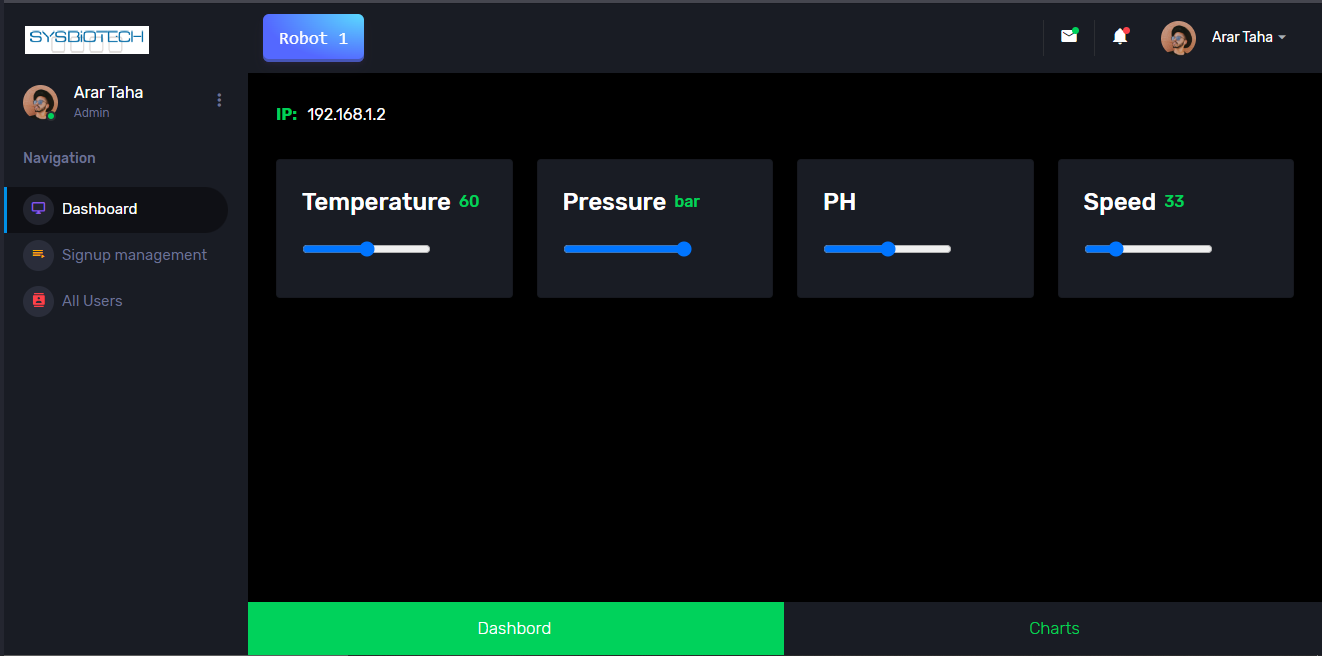 SYSBIOTECH
Robot 1
Arar Taha
Arar Taha
Admin
Navigation
Dashboard
Signup management
All Users
IP: 192.168.1.2
Temperature 60
Pressure bar
PH
Speed 33
Dashbord
Charts